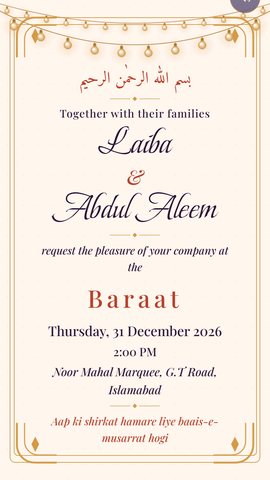 بسم الله الرحمٰن الرحيم
Together with their families
Laiba
&
Abdul Aleem
request the pleasure of your company at
the
Baraat
Thursday, 31 December 2026
2:00 PM
Noor Mahal Marquee, G.T Road,
Islamabad
Aap ki shirkat hamare liye baais-e-
musarrat hogi